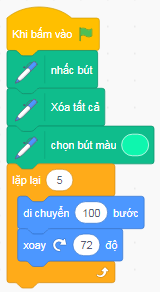 Khi bấm vào
nhấc bút
Xóa tất cả
chọn bút màu
lặp lại 5
di chuyển 100 bước
xoay 72 độ